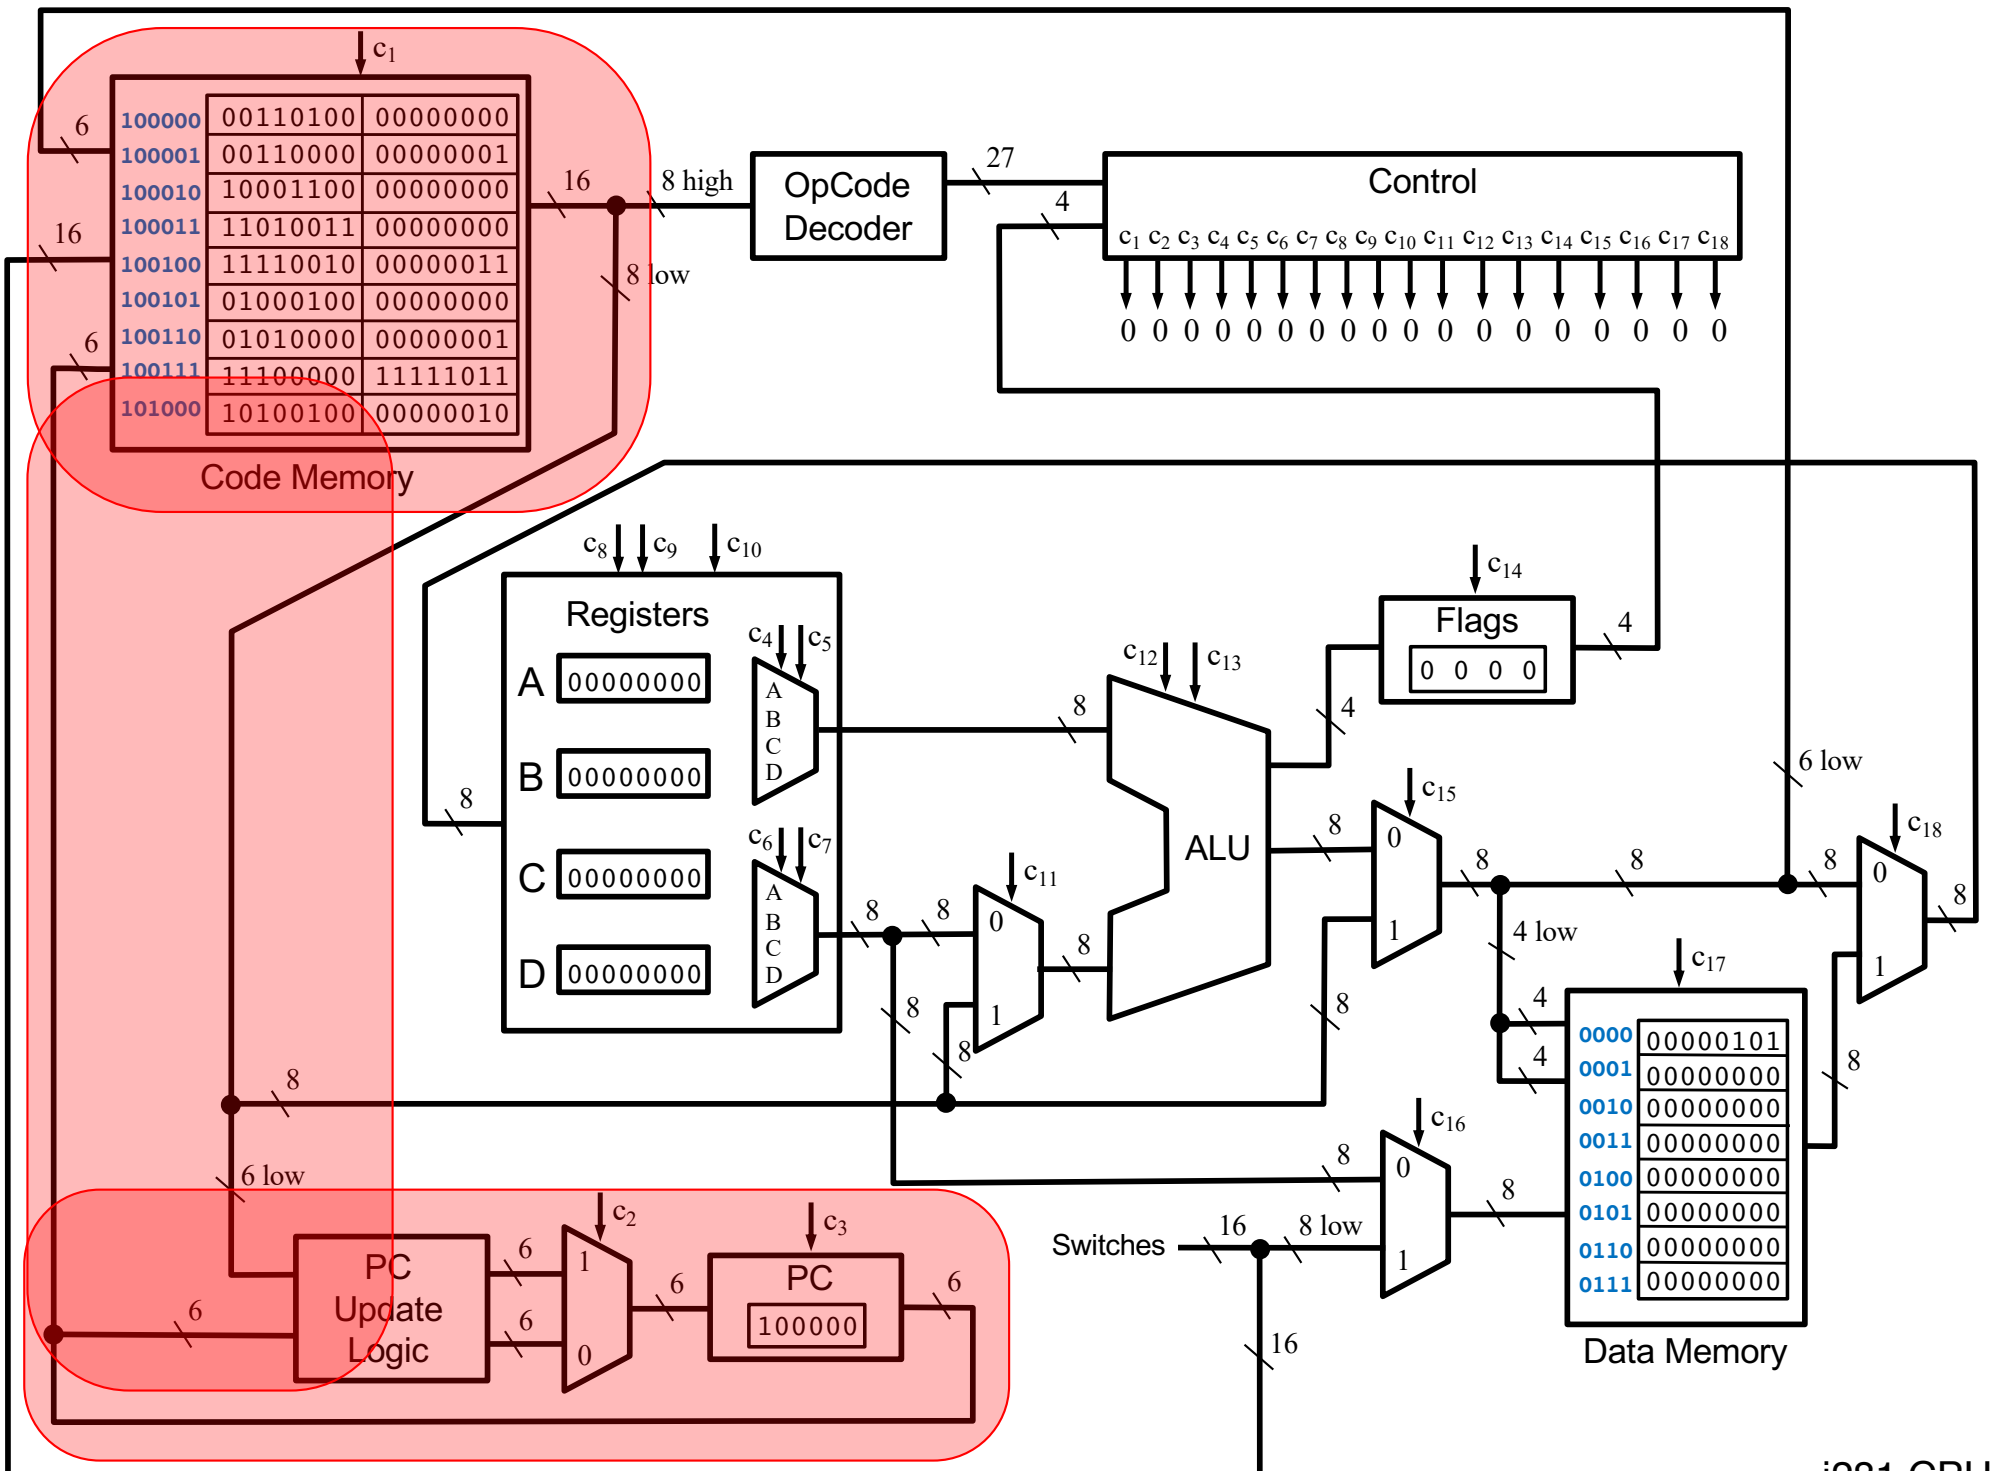 c1
100000 00110100 00000000
100001 00110000 00000001
100010 10001100 00000000
100011 11010011 00000000
100100 11110010 00000011
100101 01000100 00000000
100110 01010000 00000001
100111 11100000 11111011
101000 10100100 00000010
Code Memory
6
16
6
16
8 high
8 low
OpCode
Decoder
27
4
Control
c1 c2 c3 c4 c5 c6 c7 c8 c9 c10 c11 c12 c13 c14 c15 c16 c17 c18
0 0 0 0 0 0 0 0 0 0 0 0 0 0 0 0 0 0
c8 c9 c10
Registers
A 00000000
B 00000000
C 00000000
D 00000000
c4 c5
A
B
C
D
c6 c7
A
B
C
D
8
8
8
8
8
c11
0
1
8
8
8
c12 c13
ALU
c14
Flags
0 0 0 0
4
4
8
c15
0
1
8
8
8
8
6 low
4 low
c18
0
1
8
c17
4
4
0000 00000101
0001 00000000
0010 00000000
0011 00000000
0100 00000000
0101 00000000
0110 00000000
0111 00000000
Data Memory
8
8
c16
0
1
8
8
Switches
16
8 low
16
6 low
6
PC
Update
Logic
6
6
c2
1
0
6
c3
PC
100000
6